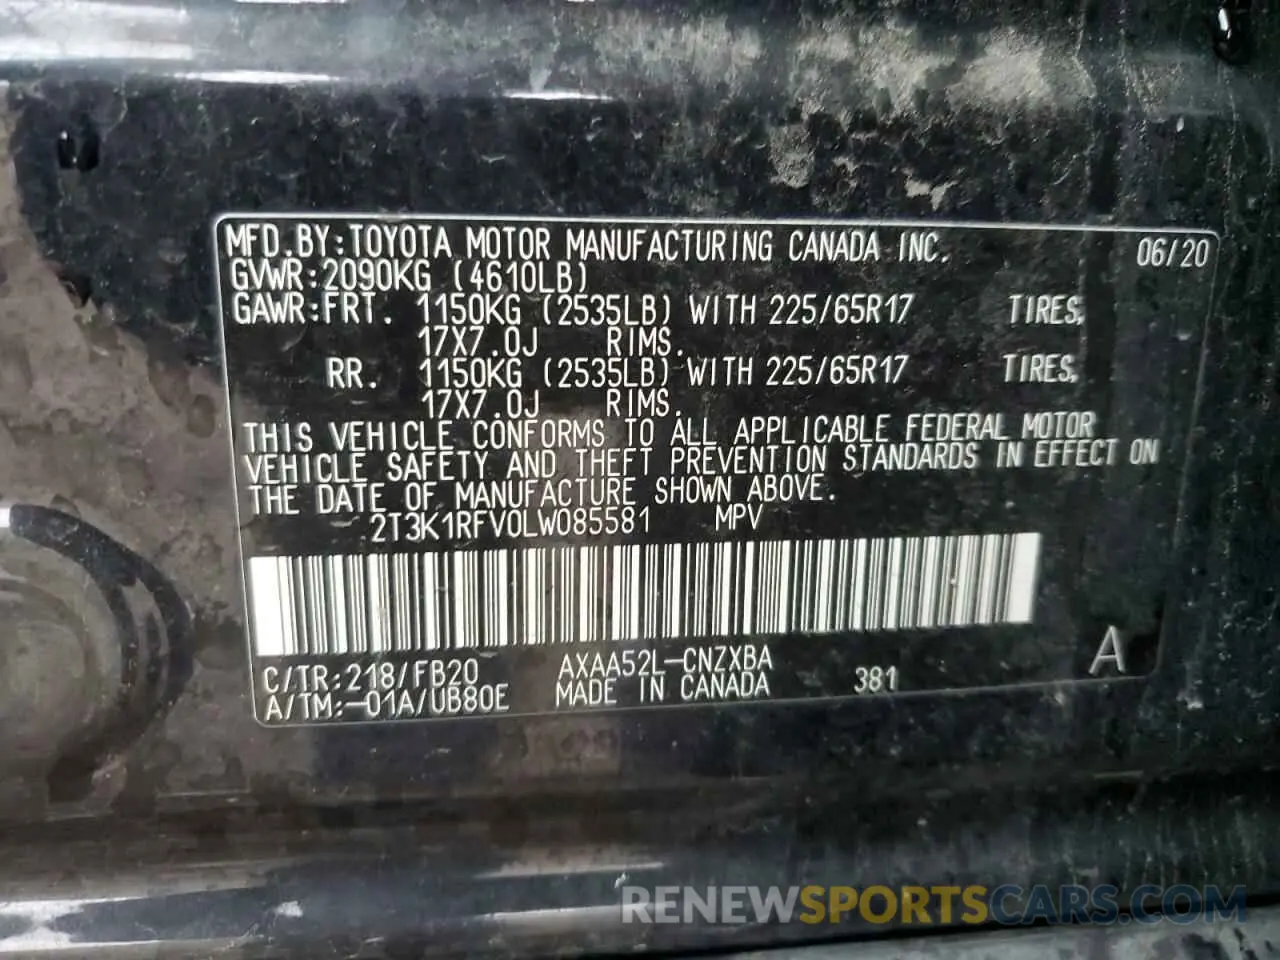 MFD.BY:TOYOTA MOTOR MANUFACTURING CANADA INC. 06/20
GVWR:2090KG (4610LB)
GAWR:FRT. 1150KG (2535LB) WITH 225/65R17 TIRES,
17X7.0J RIMS.
RR. 1150KG (2535LB) WITH 225/65R17 TIRES,
17X7.0J RIMS.
THIS VEHICLE CONFORMS TO ALL APPLICABLE FEDERAL MOTOR
VEHICLE SAFETY AND THEFT PREVENTION STANDARDS IN EFFECT ON
THE DATE OF MANUFACTURE SHOWN ABOVE.
2T3K1RFV0LW085581 MPV
C/TR:218/FB20 AXAA52L-CNZXBA 381 A
A/TM:-01A/UB80E MADE IN CANADA
RENEWSPORTSCARS.COM